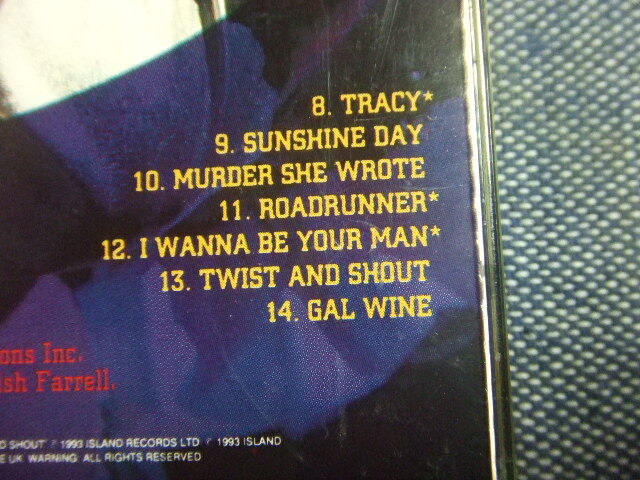 8. TRACY*
9. SUNSHINE DAY
10. MURDER SHE WROTE
11. ROADRUNNER*
12. I WANNA BE YOUR MAN*
13. TWIST AND SHOUT
14. GAL WINE
ons Inc.
ish Farrell.
D SHOUT ℗ 1993 ISLAND RECORDS LTD © 1993 ISLAND
E UK. WARNING: ALL RIGHTS RESERVED